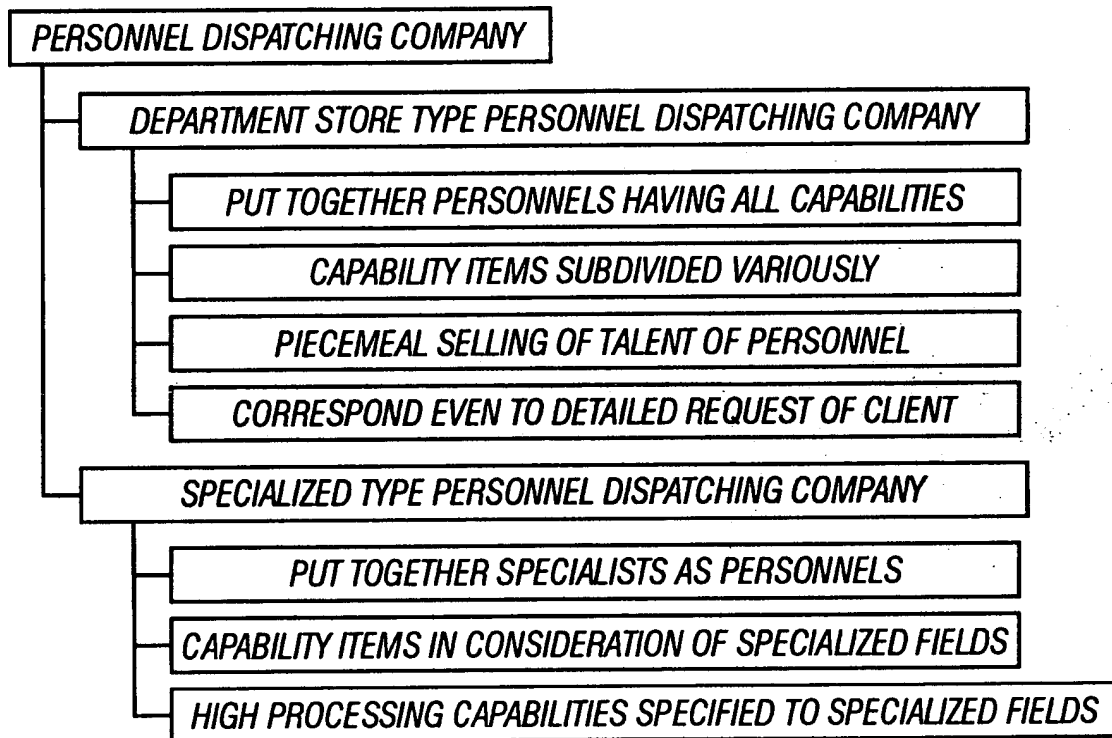 PERSONNEL DISPATCHING COMPANY
DEPARTMENT STORE TYPE PERSONNEL DISPATCHING COMPANY
PUT TOGETHER PERSONNELS HAVING ALL CAPABILITIES
CAPABILITY ITEMS SUBDIVIDED VARIOUSLY
PIECEMEAL SELLING OF TALENT OF PERSONNEL
CORRESPOND EVEN TO DETAILED REQUEST OF CLIENT
SPECIALIZED TYPE PERSONNEL DISPATCHING COMPANY
PUT TOGETHER SPECIALISTS AS PERSONNELS
CAPABILITY ITEMS IN CONSIDERATION OF SPECIALIZED FIELDS
HIGH PROCESSING CAPABILITIES SPECIFIED TO SPECIALIZED FIELDS